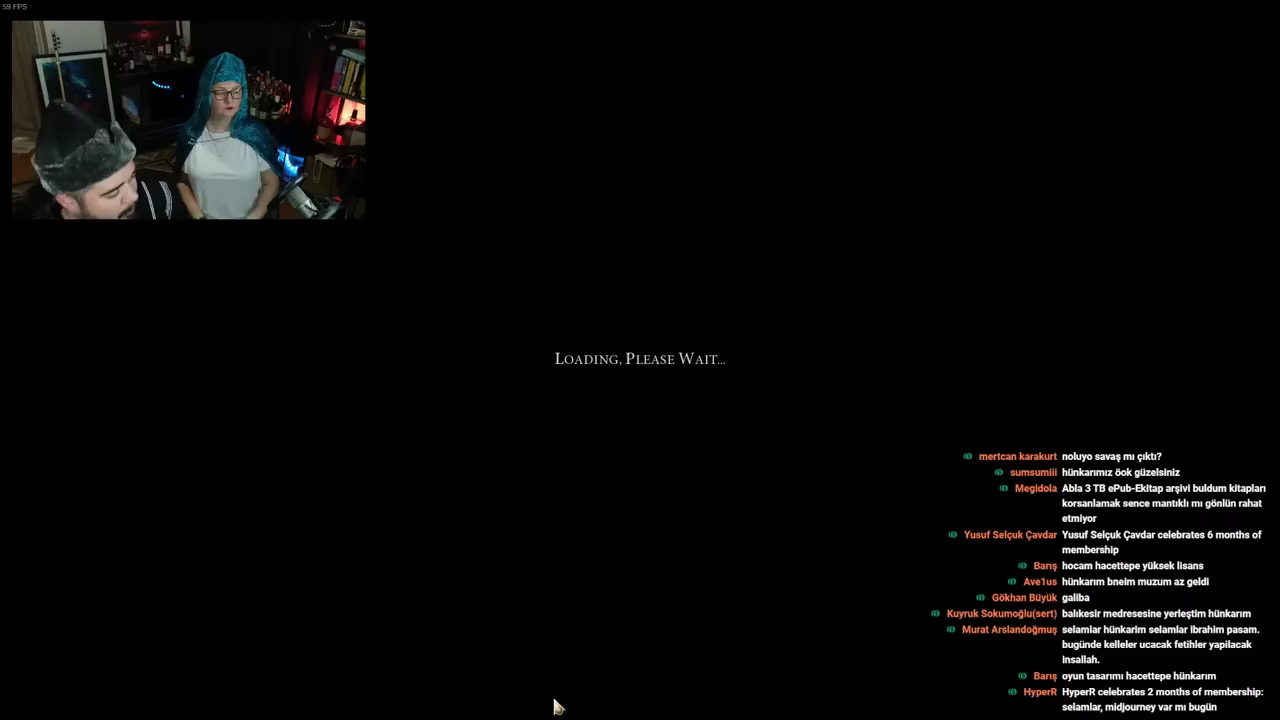 59 FPS
LOADING, PLEASE WAIT...
mertcan karakurt noluyo savaş mı çıktı?
sumsumiii hünkarımız öok güzelsiniz
Megidola Abla 3 TB ePub-Ekitap arşivi buldum kitapları
korsanlamak sence mantıklı mı gönlün rahat
etmiyor
Yusuf Selçuk Çavdar Yusuf Selçuk Çavdar celebrates 6 months of
membership
Barış hocam hacettepe yüksek lisans
Ave1us hünkarım bneim muzum az geldi
Gökhan Büyük galiba
Kuyruk Sokumoğlu(sert) balıkesir medresesine yerleştim hünkarım
Murat Arslandoğmuş selamlar hünkarim selamlar ibrahim pasam.
bugünde kelleler ucacak fetihler yapilacak
insallah.
Barış oyun tasarımı hacettepe hünkarım
HyperR HyperR celebrates 2 months of membership:
selamlar, midjourney var mı bugün